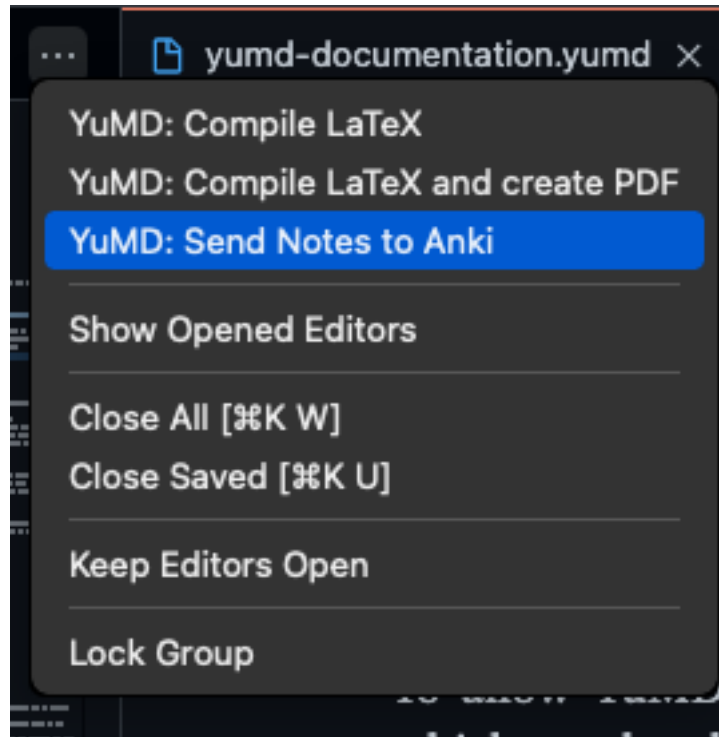 ...
yumd-documentation.yumd ×
YuMD: Compile LaTeX
YuMD: Compile LaTeX and create PDF
YuMD: Send Notes to Anki
Show Opened Editors
Close All [⌘K W]
Close Saved [⌘K U]
Keep Editors Open
Lock Group